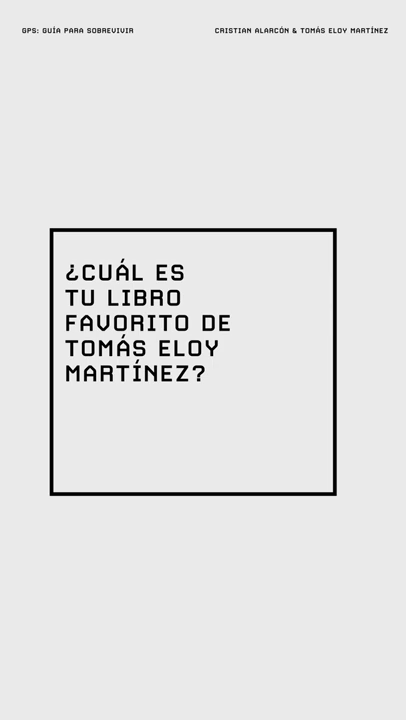 GPS: GUÍA PARA SOBREVIVIR
CRISTIAN ALARCÓN & TOMÁS ELOY MARTÍNEZ
¿CUÁL ES
TU LIBRO
FAVORITO DE
TOMÁS ELOY
MARTÍNEZ?